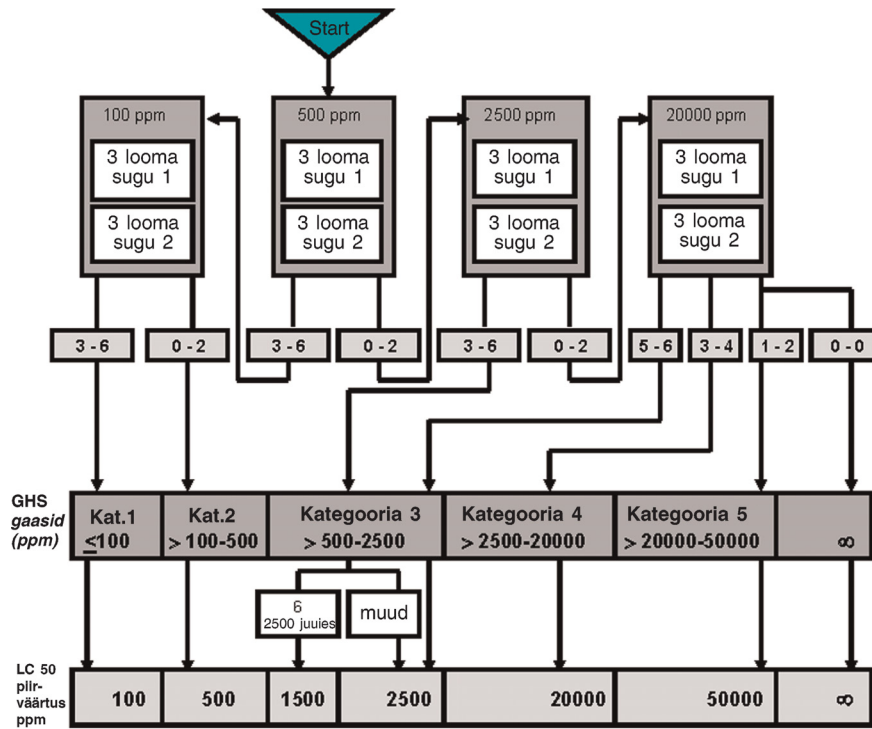 Start
100 ppm
500 ppm
2500 ppm
20000 ppm
3 looma
sugu 1
3 looma
sugu 1
3 looma
sugu 1
3 looma
sugu 1
3 looma
sugu 2
3 looma
sugu 2
3 looma
sugu 2
3 looma
sugu 2
3 - 6
0 - 2
3 - 6
0 - 2
3 - 6
0 - 2
5 - 6
3 - 4
1 - 2
0 - 0
GHS
gaasid
(ppm)
Kat.1
≤100
Kat.2
> 100-500
Kategooria 3
> 500-2500
Kategooria 4
> 2500-20000
Kategooria 5
> 20000-50000
∞
6
2500 juuies
muud
LC 50
piir-
väärtus
ppm
100
500
1500
2500
20000
50000
∞